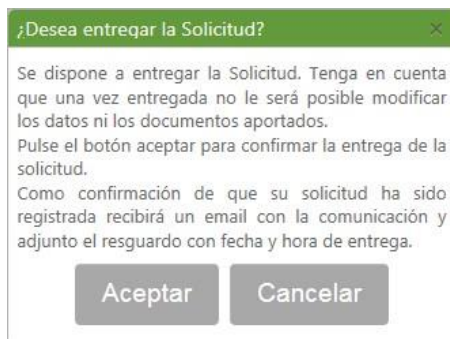 ¿Desea entregar la Solicitud?
Se dispone a entregar la Solicitud. Tenga en cuenta
que una vez entregada no le será posible modificar
los datos ni los documentos aportados.
Pulse el botón aceptar para confirmar la entrega de la
solicitud.
Como confirmación de que su solicitud ha sido
registrada recibirá un email con la comunicación y
adjunto el resguardo con fecha y hora de entrega.
Aceptar Cancelar